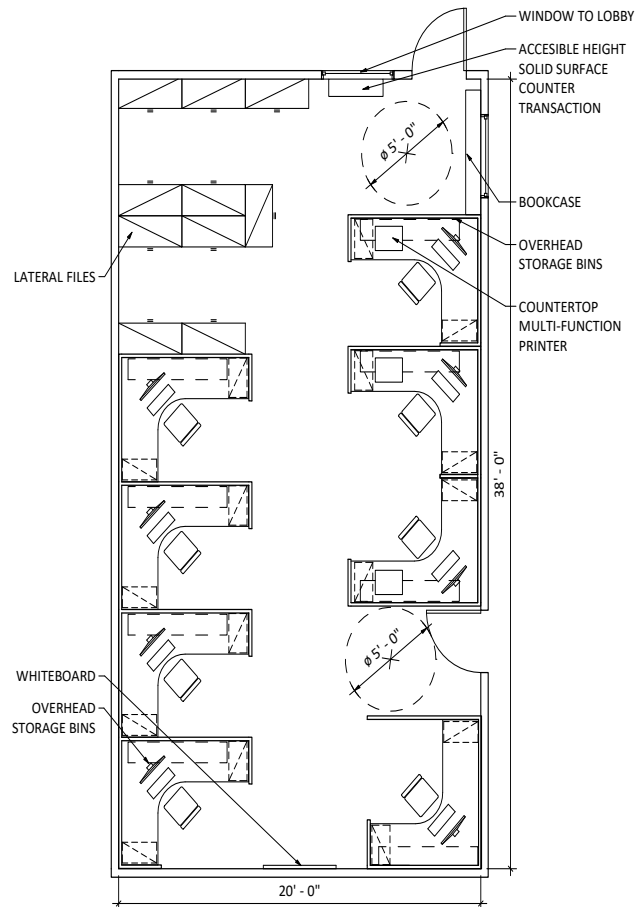 WINDOW TO LOBBY
ACCESIBLE HEIGHT
SOLID SURFACE
COUNTER
TRANSACTION
ø 5' - 0"
BOOKCASE
OVERHEAD
STORAGE BINS
LATERAL FILES
COUNTERTOP
MULTI-FUNCTION
PRINTER
38' - 0"
ø 5' - 0"
WHITEBOARD
OVERHEAD
STORAGE BINS
20' - 0"